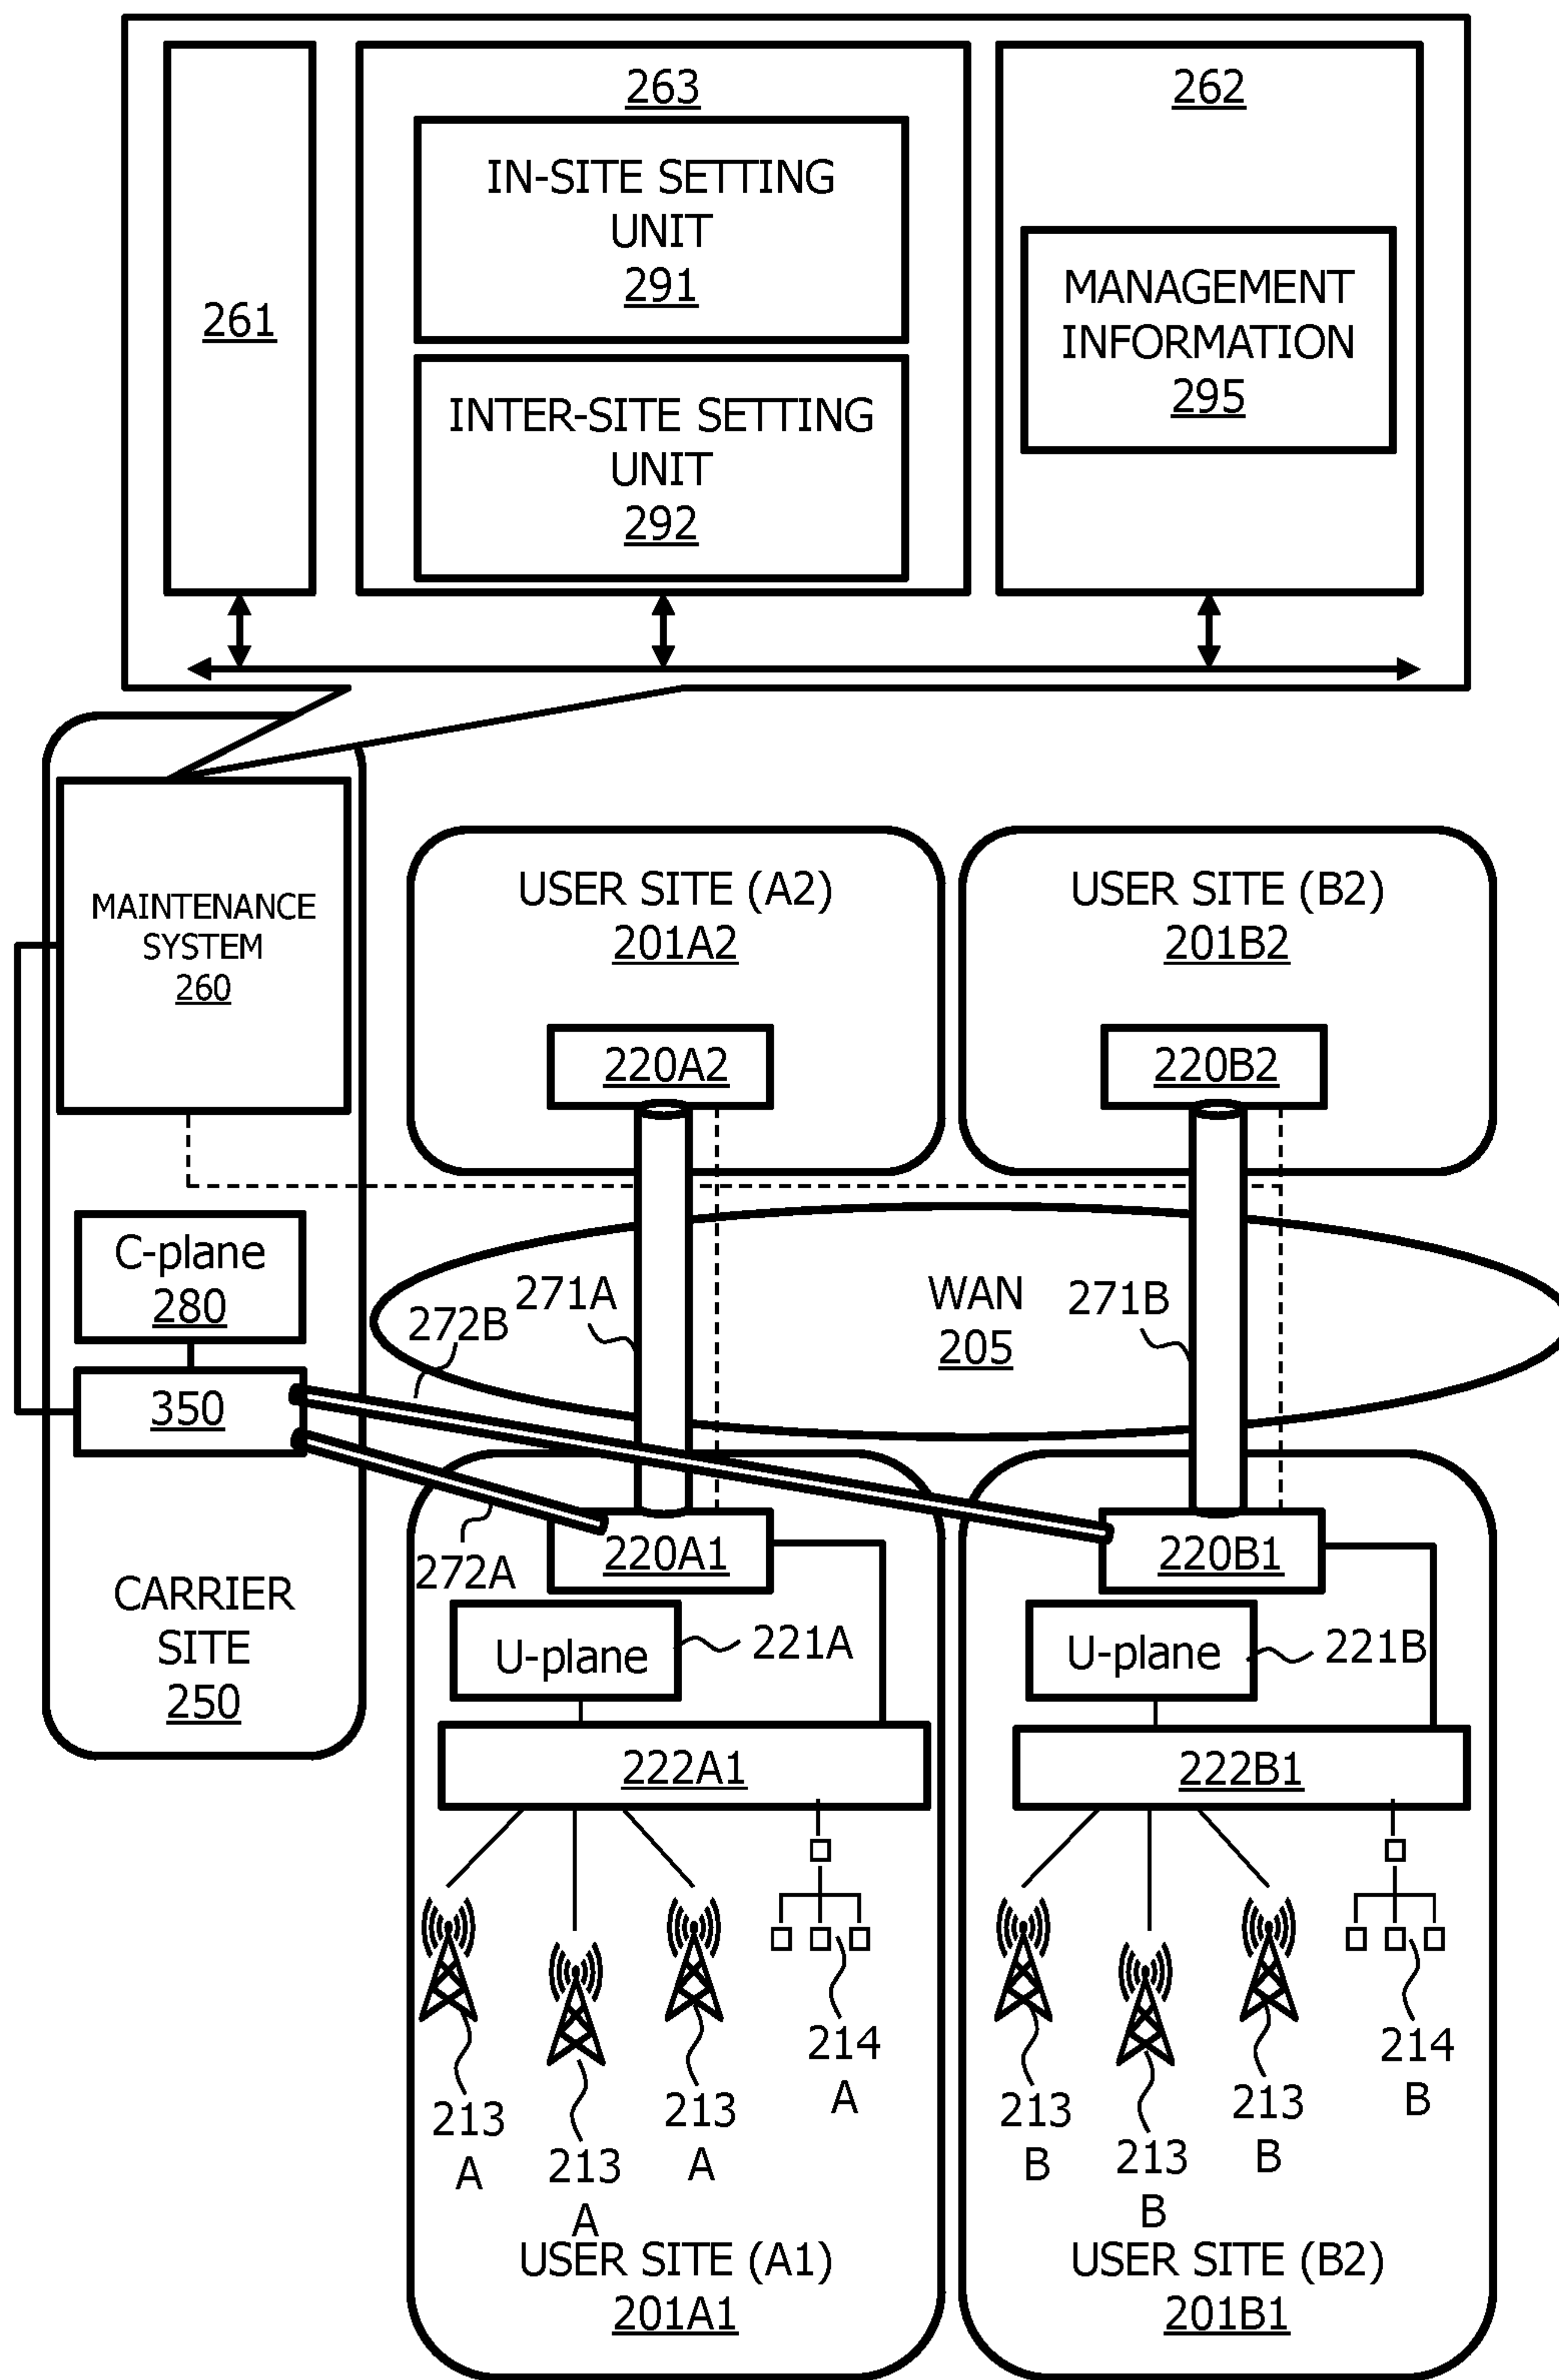 263
262
IN-SITE SETTING
UNIT
291
261
MANAGEMENT
INFORMATION
295
INTER-SITE SETTING
UNIT
292
MAINTENANCE
SYSTEM
260
USER SITE (A2)
201A2
USER SITE (B2)
201B2
220A2
220B2
C-plane
280
350
272B
271A
WAN
205
271B
272A
220A1
220B1
CARRIER
SITE
250
U-plane
221A
U-plane
221B
222A1
222B1
213
A
213
A
213
A
214
A
213
B
213
B
213
B
214
B
USER SITE (A1)
201A1
USER SITE (B2)
201B1